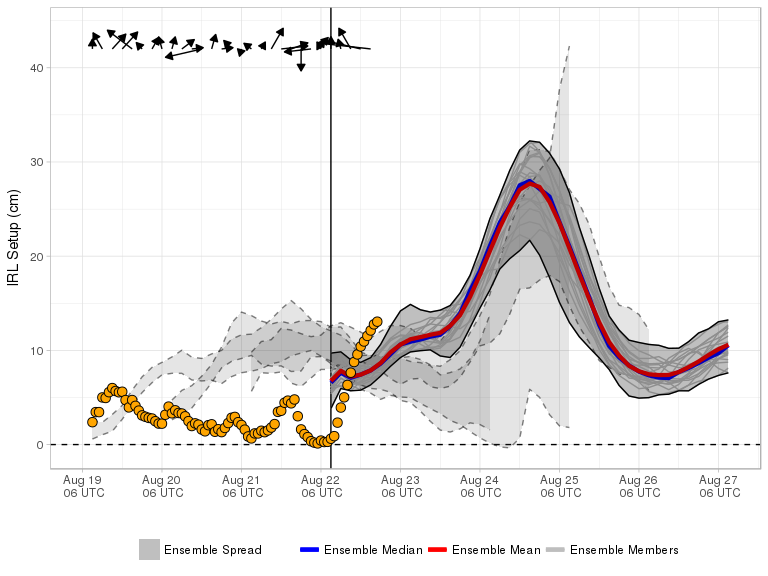 IRL Setup (cm)
40
30
20
10
0
Aug 19 Aug 20 Aug 21 Aug 22 Aug 23 Aug 24 Aug 25 Aug 26 Aug 27
06 UTC 06 UTC 06 UTC 06 UTC 06 UTC 06 UTC 06 UTC 06 UTC 06 UTC
Ensemble Spread Ensemble Median Ensemble Mean Ensemble Members